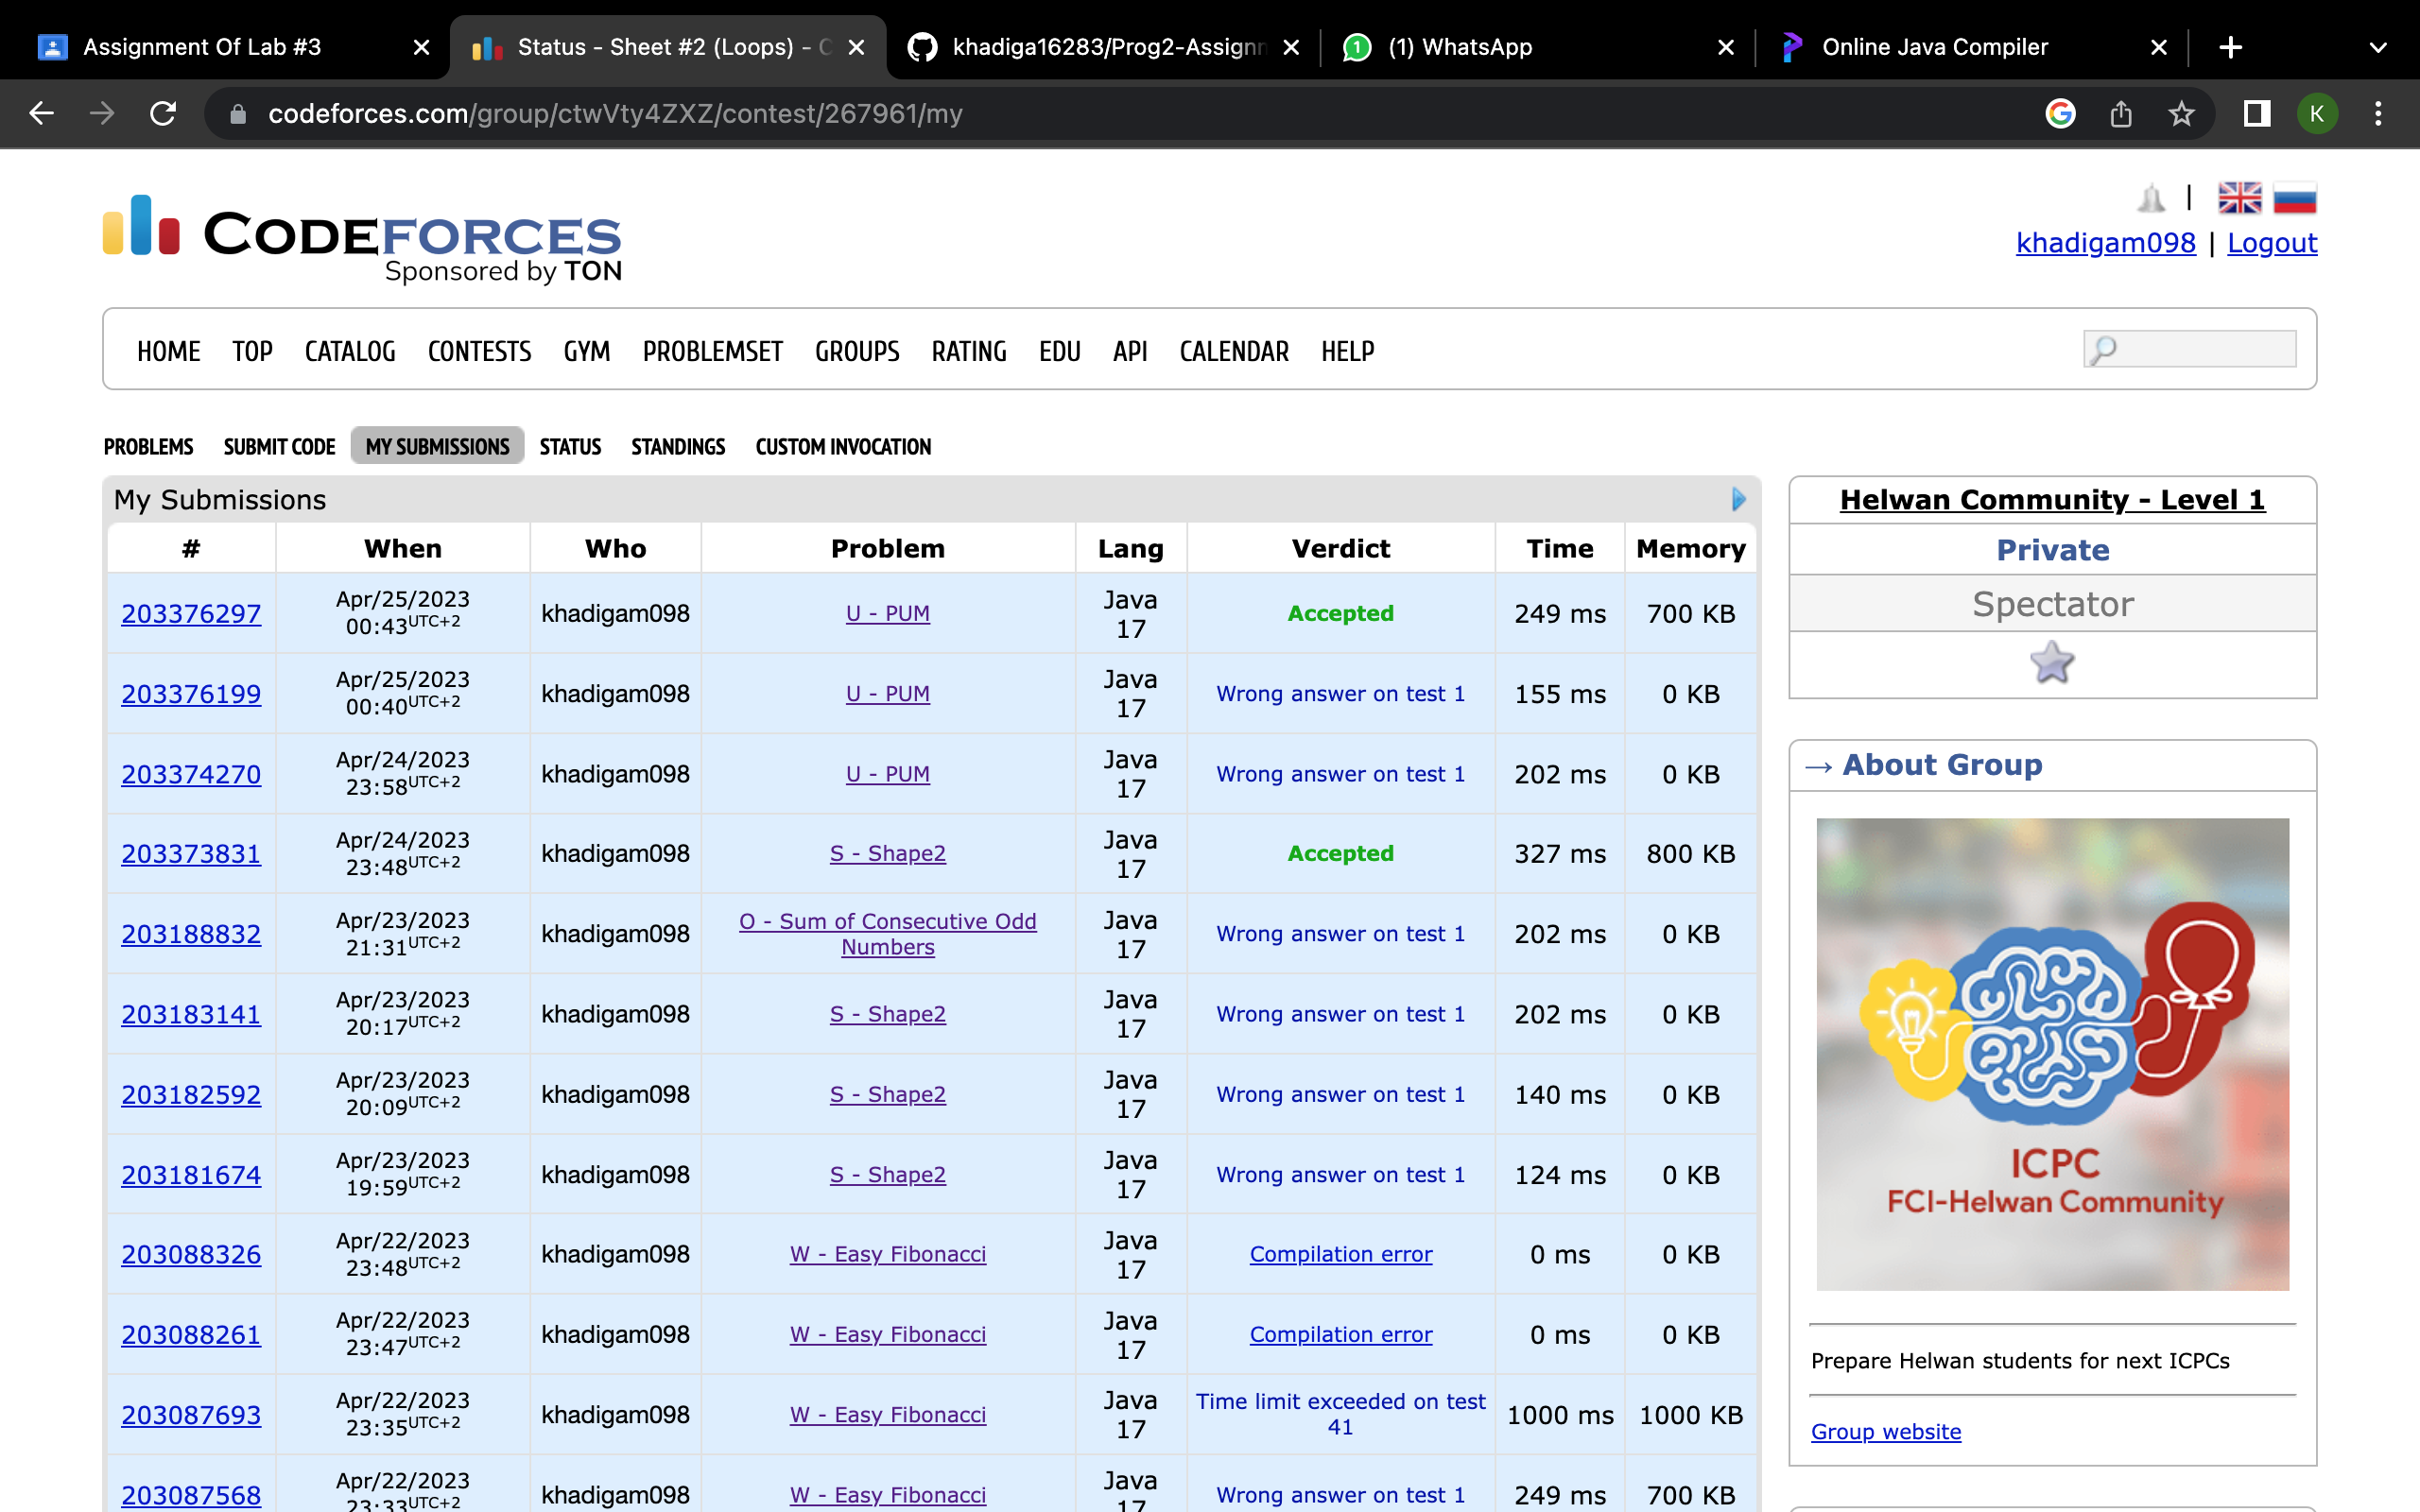 Assignment Of Lab #3
Status - Sheet #2 (Loops) - C
khadiga16283/Prog2-Assignm
(1) WhatsApp
Online Java Compiler
codeforces.com/group/ctwVty4ZXZ/contest/267961/my
K
CODEFORCES
Sponsored by TON
khadigam098 | Logout
HOME TOP CATALOG CONTESTS GYM PROBLEMSET GROUPS RATING EDU API CALENDAR HELP
PROBLEMS SUBMIT CODE MY SUBMISSIONS STATUS STANDINGS CUSTOM INVOCATION
My Submissions
# When Who Problem Lang Verdict Time Memory
203376297 Apr/25/2023 00:43 UTC+2 khadigam098 U - PUM Java 17 Accepted 249 ms 700 KB
203376199 Apr/25/2023 00:40 UTC+2 khadigam098 U - PUM Java 17 Wrong answer on test 1 155 ms 0 KB
203374270 Apr/24/2023 23:58 UTC+2 khadigam098 U - PUM Java 17 Wrong answer on test 1 202 ms 0 KB
203373831 Apr/24/2023 23:48 UTC+2 khadigam098 S - Shape2 Java 17 Accepted 327 ms 800 KB
203188832 Apr/23/2023 21:31 UTC+2 khadigam098 O - Sum of Consecutive Odd Numbers Java 17 Wrong answer on test 1 202 ms 0 KB
203183141 Apr/23/2023 20:17 UTC+2 khadigam098 S - Shape2 Java 17 Wrong answer on test 1 202 ms 0 KB
203182592 Apr/23/2023 20:09 UTC+2 khadigam098 S - Shape2 Java 17 Wrong answer on test 1 140 ms 0 KB
203181674 Apr/23/2023 19:59 UTC+2 khadigam098 S - Shape2 Java 17 Wrong answer on test 1 124 ms 0 KB
203088326 Apr/22/2023 23:48 UTC+2 khadigam098 W - Easy Fibonacci Java 17 Compilation error 0 ms 0 KB
203088261 Apr/22/2023 23:47 UTC+2 khadigam098 W - Easy Fibonacci Java 17 Compilation error 0 ms 0 KB
203087693 Apr/22/2023 23:35 UTC+2 khadigam098 W - Easy Fibonacci Java 17 Time limit exceeded on test 41 1000 ms 1000 KB
203087568 Apr/22/2023 23:33 UTC+2 khadigam098 W - Easy Fibonacci Java 17 Wrong answer on test 1 249 ms 700 KB
Helwan Community - Level 1
Private
Spectator
→ About Group
ICPC
FCI-Helwan Community
Prepare Helwan students for next ICPCs
Group website